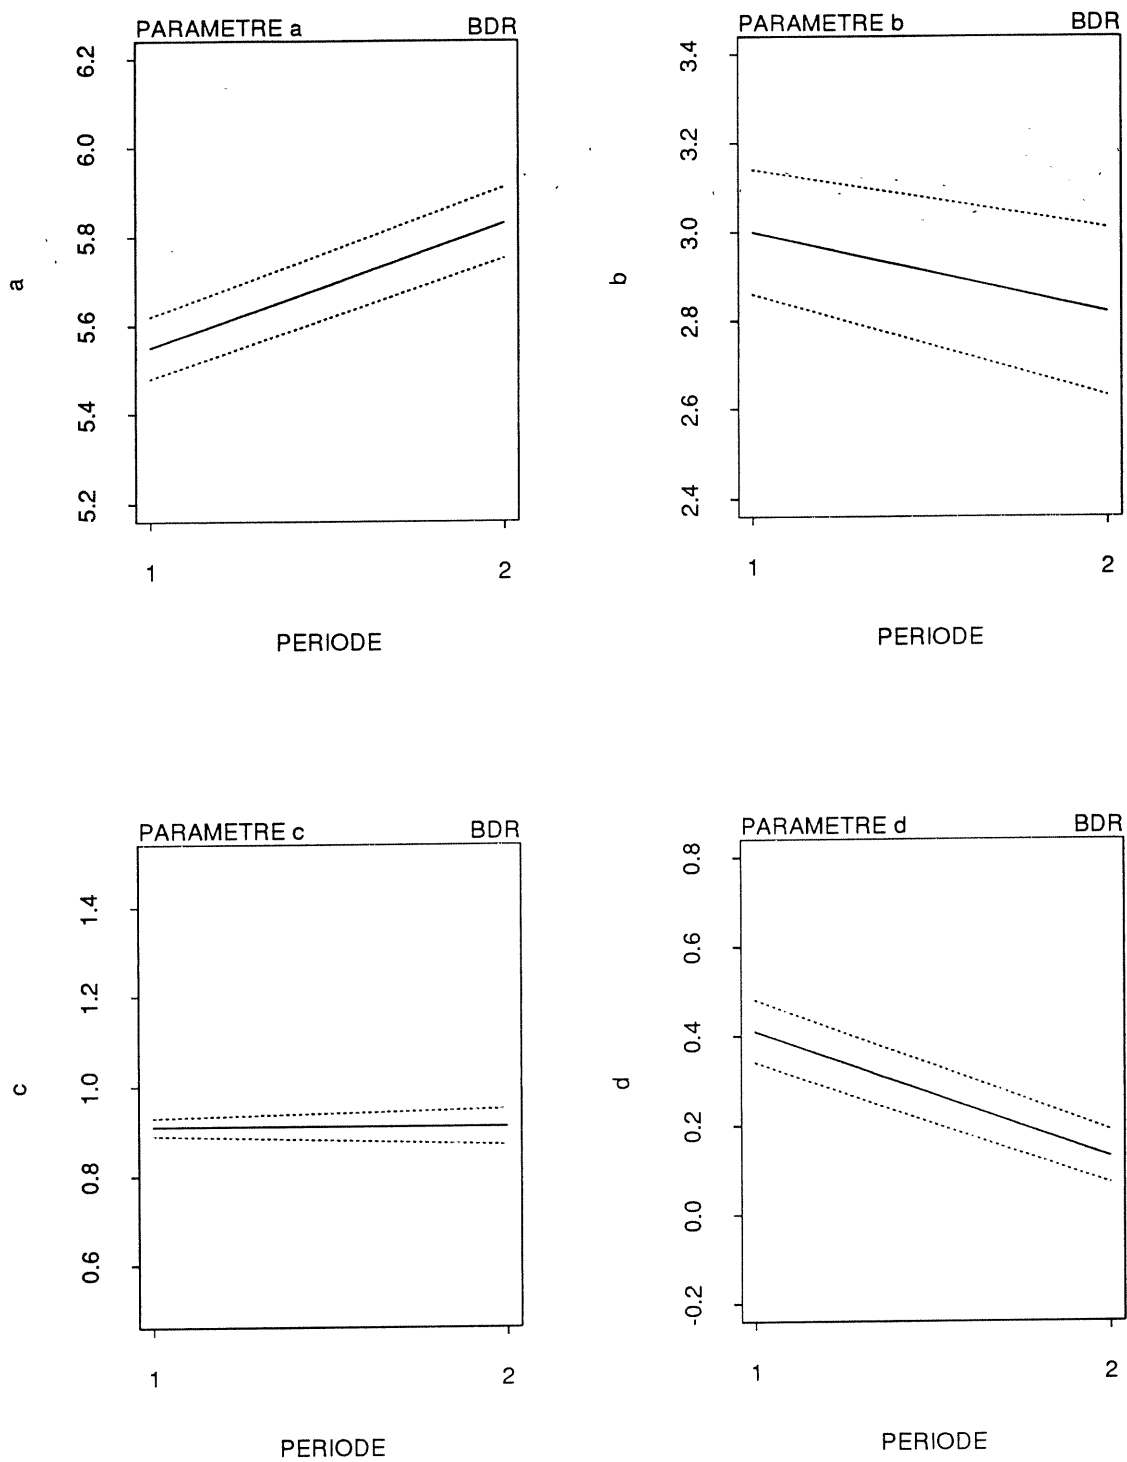 PARAMETRE a BDR
6.2
6.0
5.8
5.6
5.4
5.2
a
1 2
PERIODE
PARAMETRE b BDR
3.4
3.2
3.0
2.8
2.6
2.4
b
1 2
PERIODE
PARAMETRE c BDR
1.4
1.2
1.0
0.8
0.6
c
1 2
PERIODE
PARAMETRE d BDR
0.8
0.6
0.4
0.2
0.0
-0.2
d
1 2
PERIODE